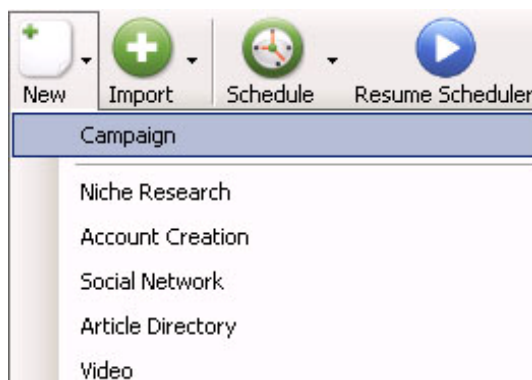 New Import Schedule Resume Scheduler
Campaign
Niche Research
Account Creation
Social Network
Article Directory
Video